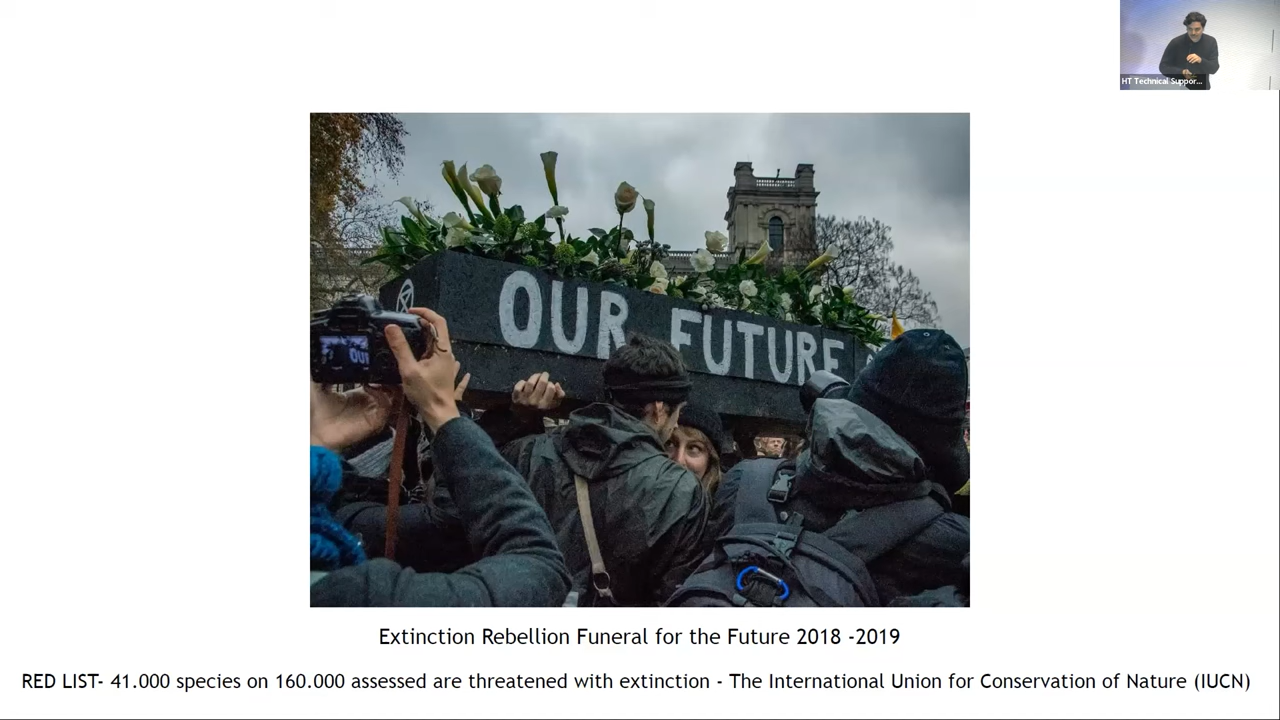 HT Technical Suppor...
OUR FUTURE
OU
Extinction Rebellion Funeral for the Future 2018 -2019
RED LIST- 41.000 species on 160.000 assessed are threatened with extinction - The International Union for Conservation of Nature (IUCN)